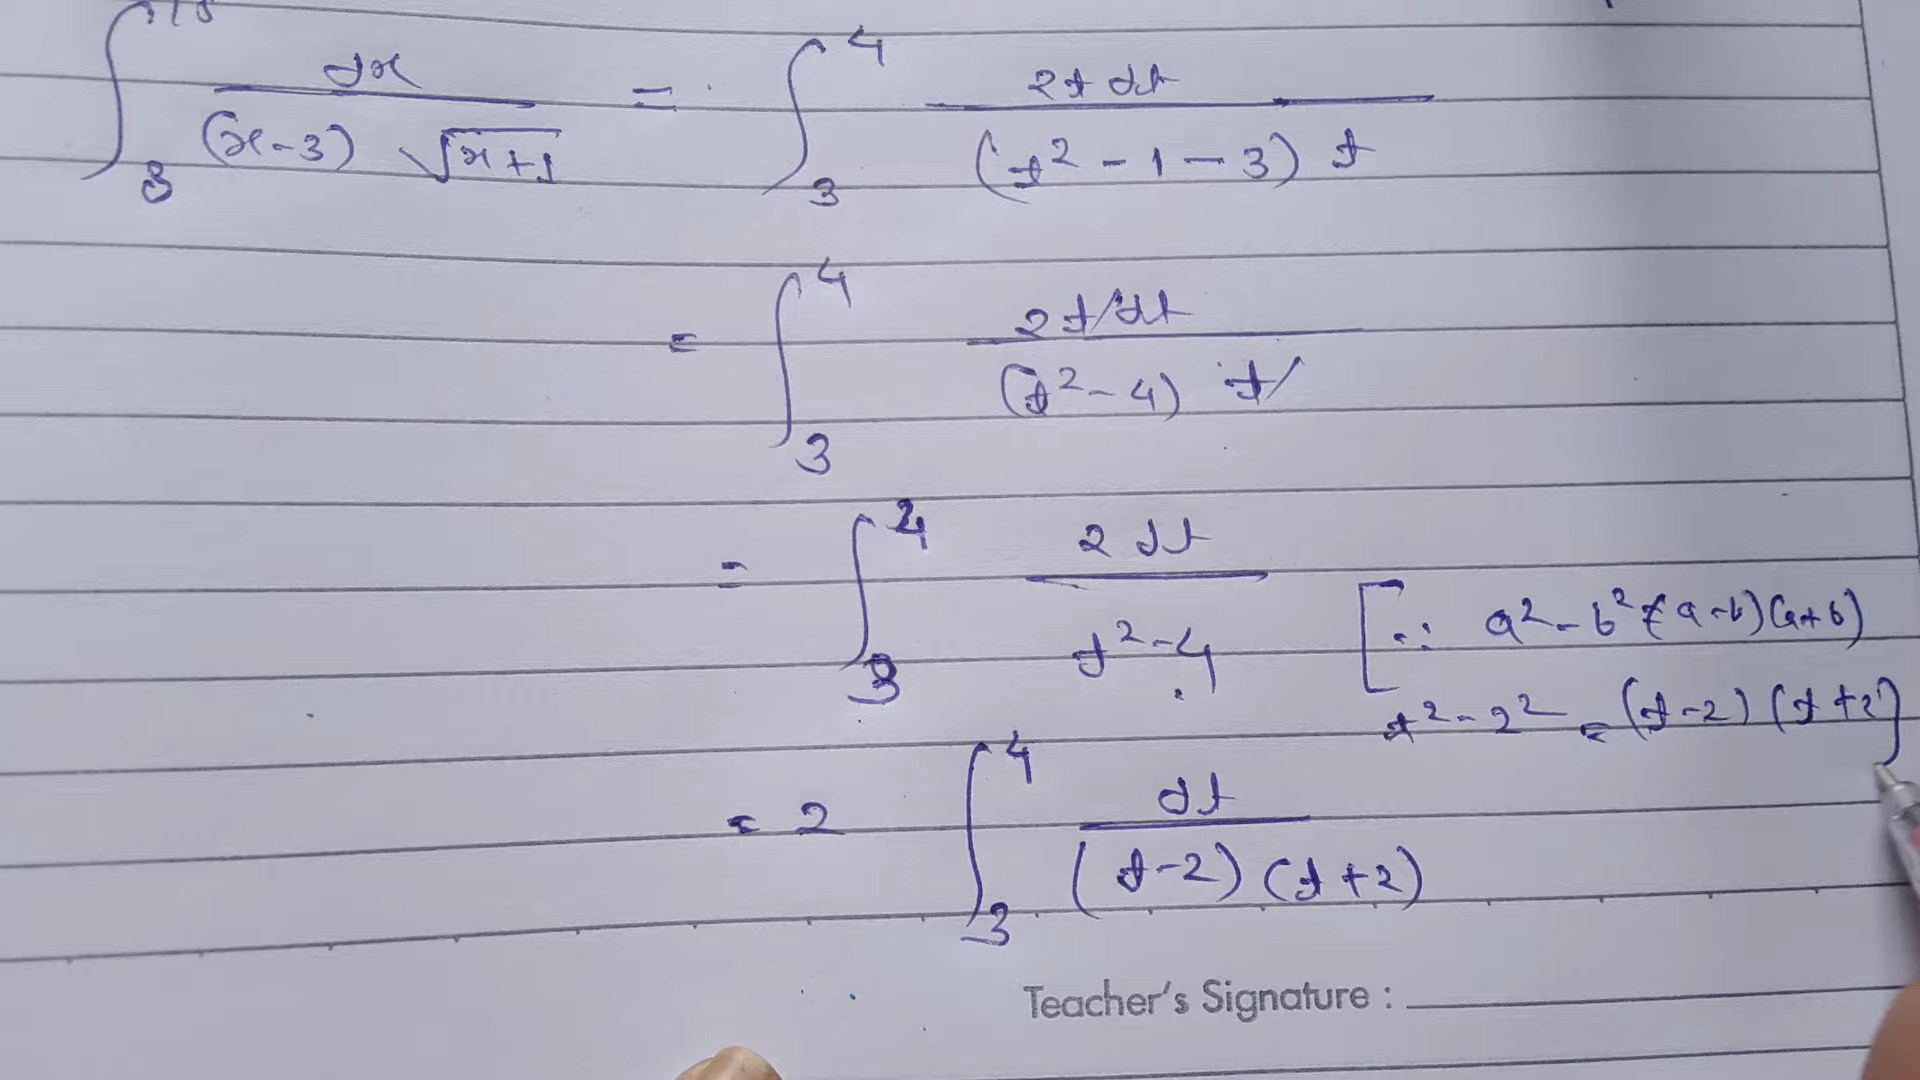 ∫₈¹⁵ dx / (x-3) √x+1 = ∫₃⁴ 2t dt / (t² - 1 - 3) t
= ∫₃⁴ 2t dt / (t² - 4) t
= ∫₃⁴ 2 dt / t² - 4 [∵ a² - b² = (a-b)(a+b)
t² - 2² = (t-2) (t+2)]
= 2 ∫₃⁴ dt / (t-2) (t+2)
Teacher's Signature :